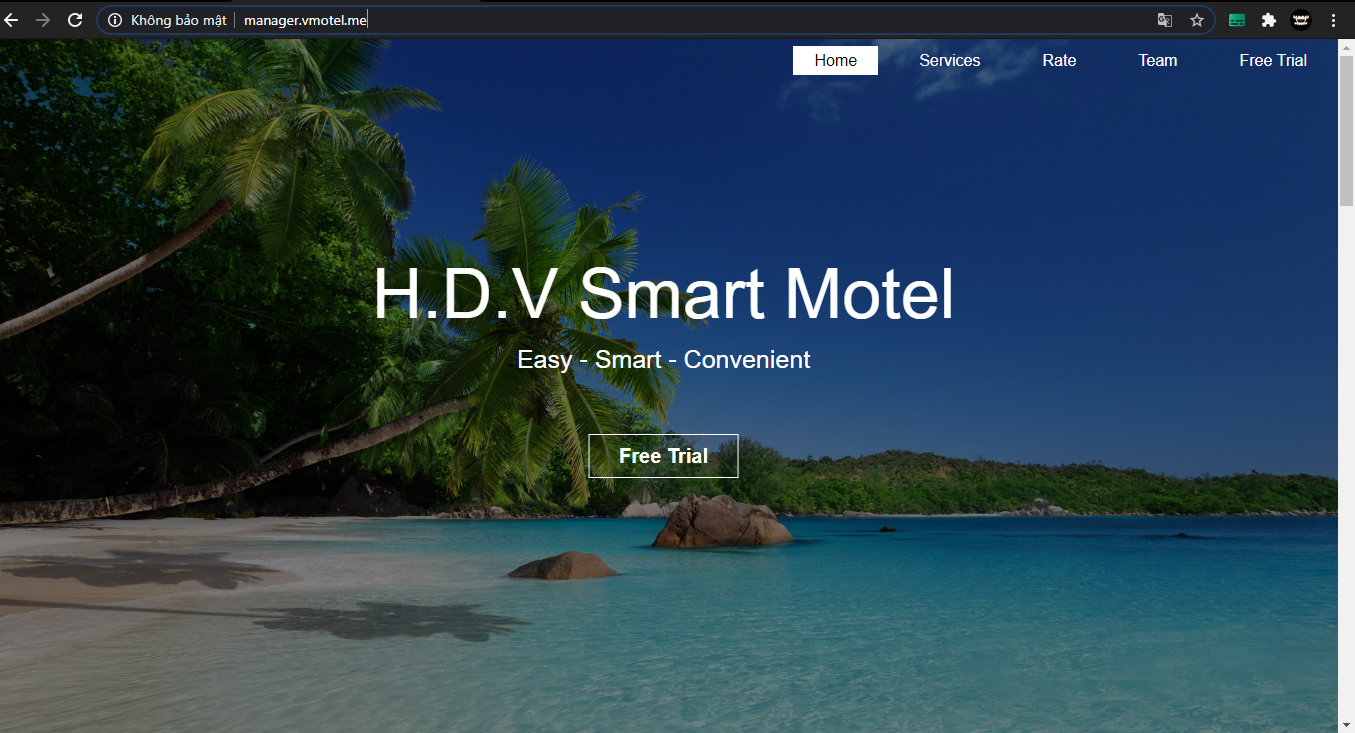 Không bảo mật manager.vmotel.me
Home Services Rate Team Free Trial
H.D.V Smart Motel
Easy - Smart - Convenient
Free Trial